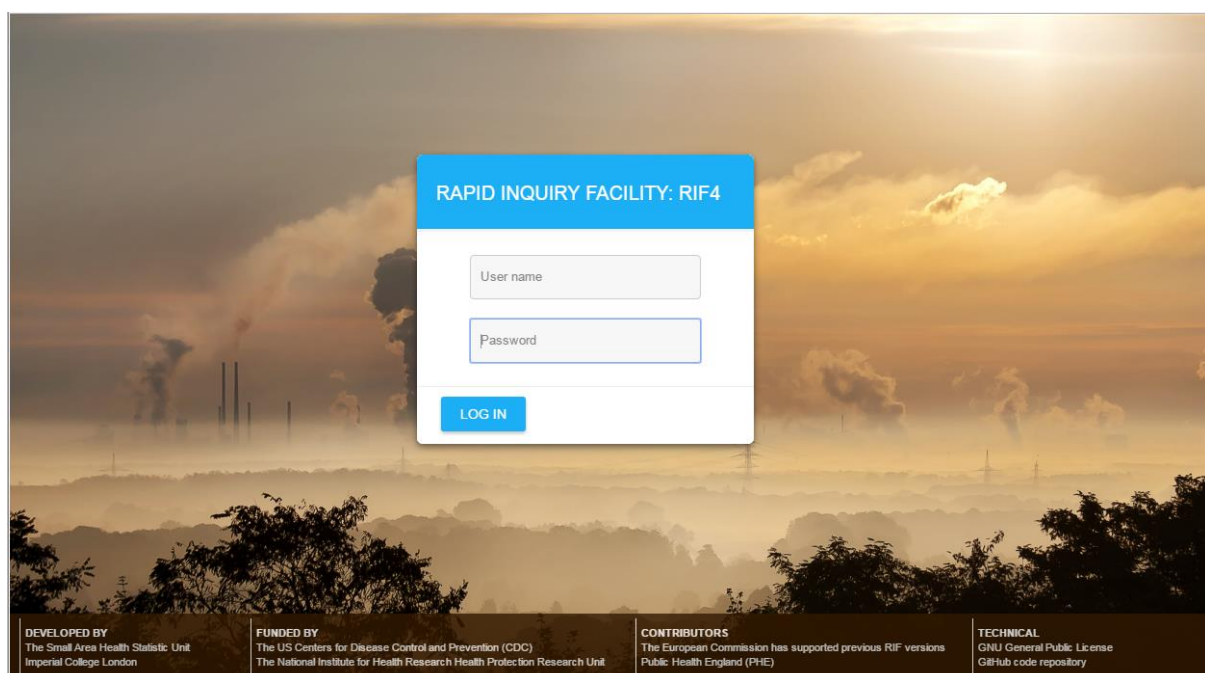 RAPID INQUIRY FACILITY: RIF4
User name
Password
LOG IN
DEVELOPED BY
The Small Area Health Statistic Unit
Imperial College London
FUNDED BY
The US Centers for Disease Control and Prevention (CDC)
The National Institute for Health Research Health Protection Research Unit
CONTRIBUTORS
The European Commission has supported previous RIF versions
Public Health England (PHE)
TECHNICAL
GNU General Public License
GitHub code repository